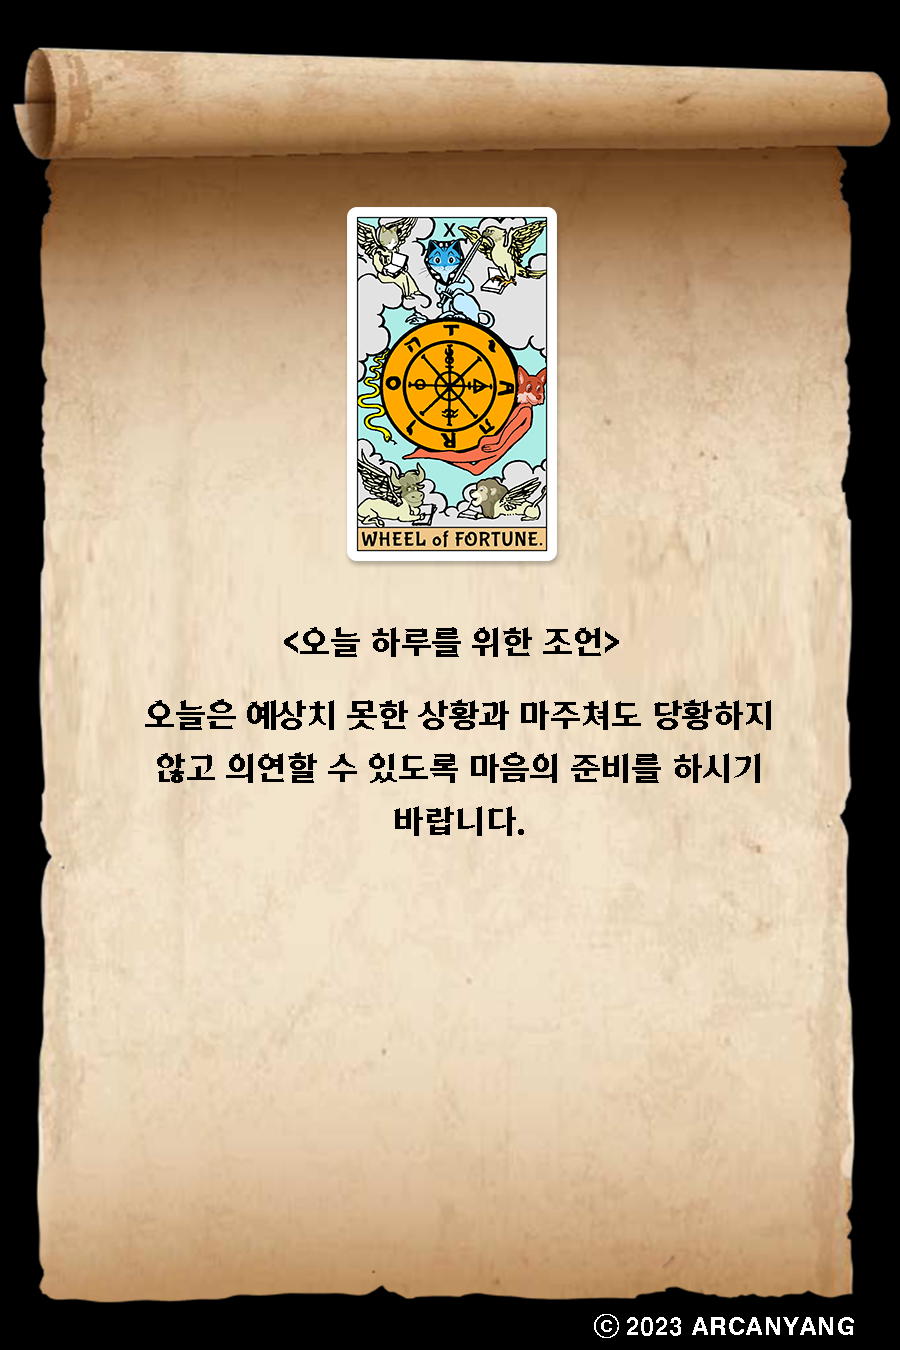 X
WHEEL of FORTUNE.
<오늘 하루를 위한 조언>
오늘은 예상치 못한 상황과 마주쳐도 당황하지
않고 의연할 수 있도록 마음의 준비를 하시기
바랍니다.
ⓒ 2023 ARCANYANG